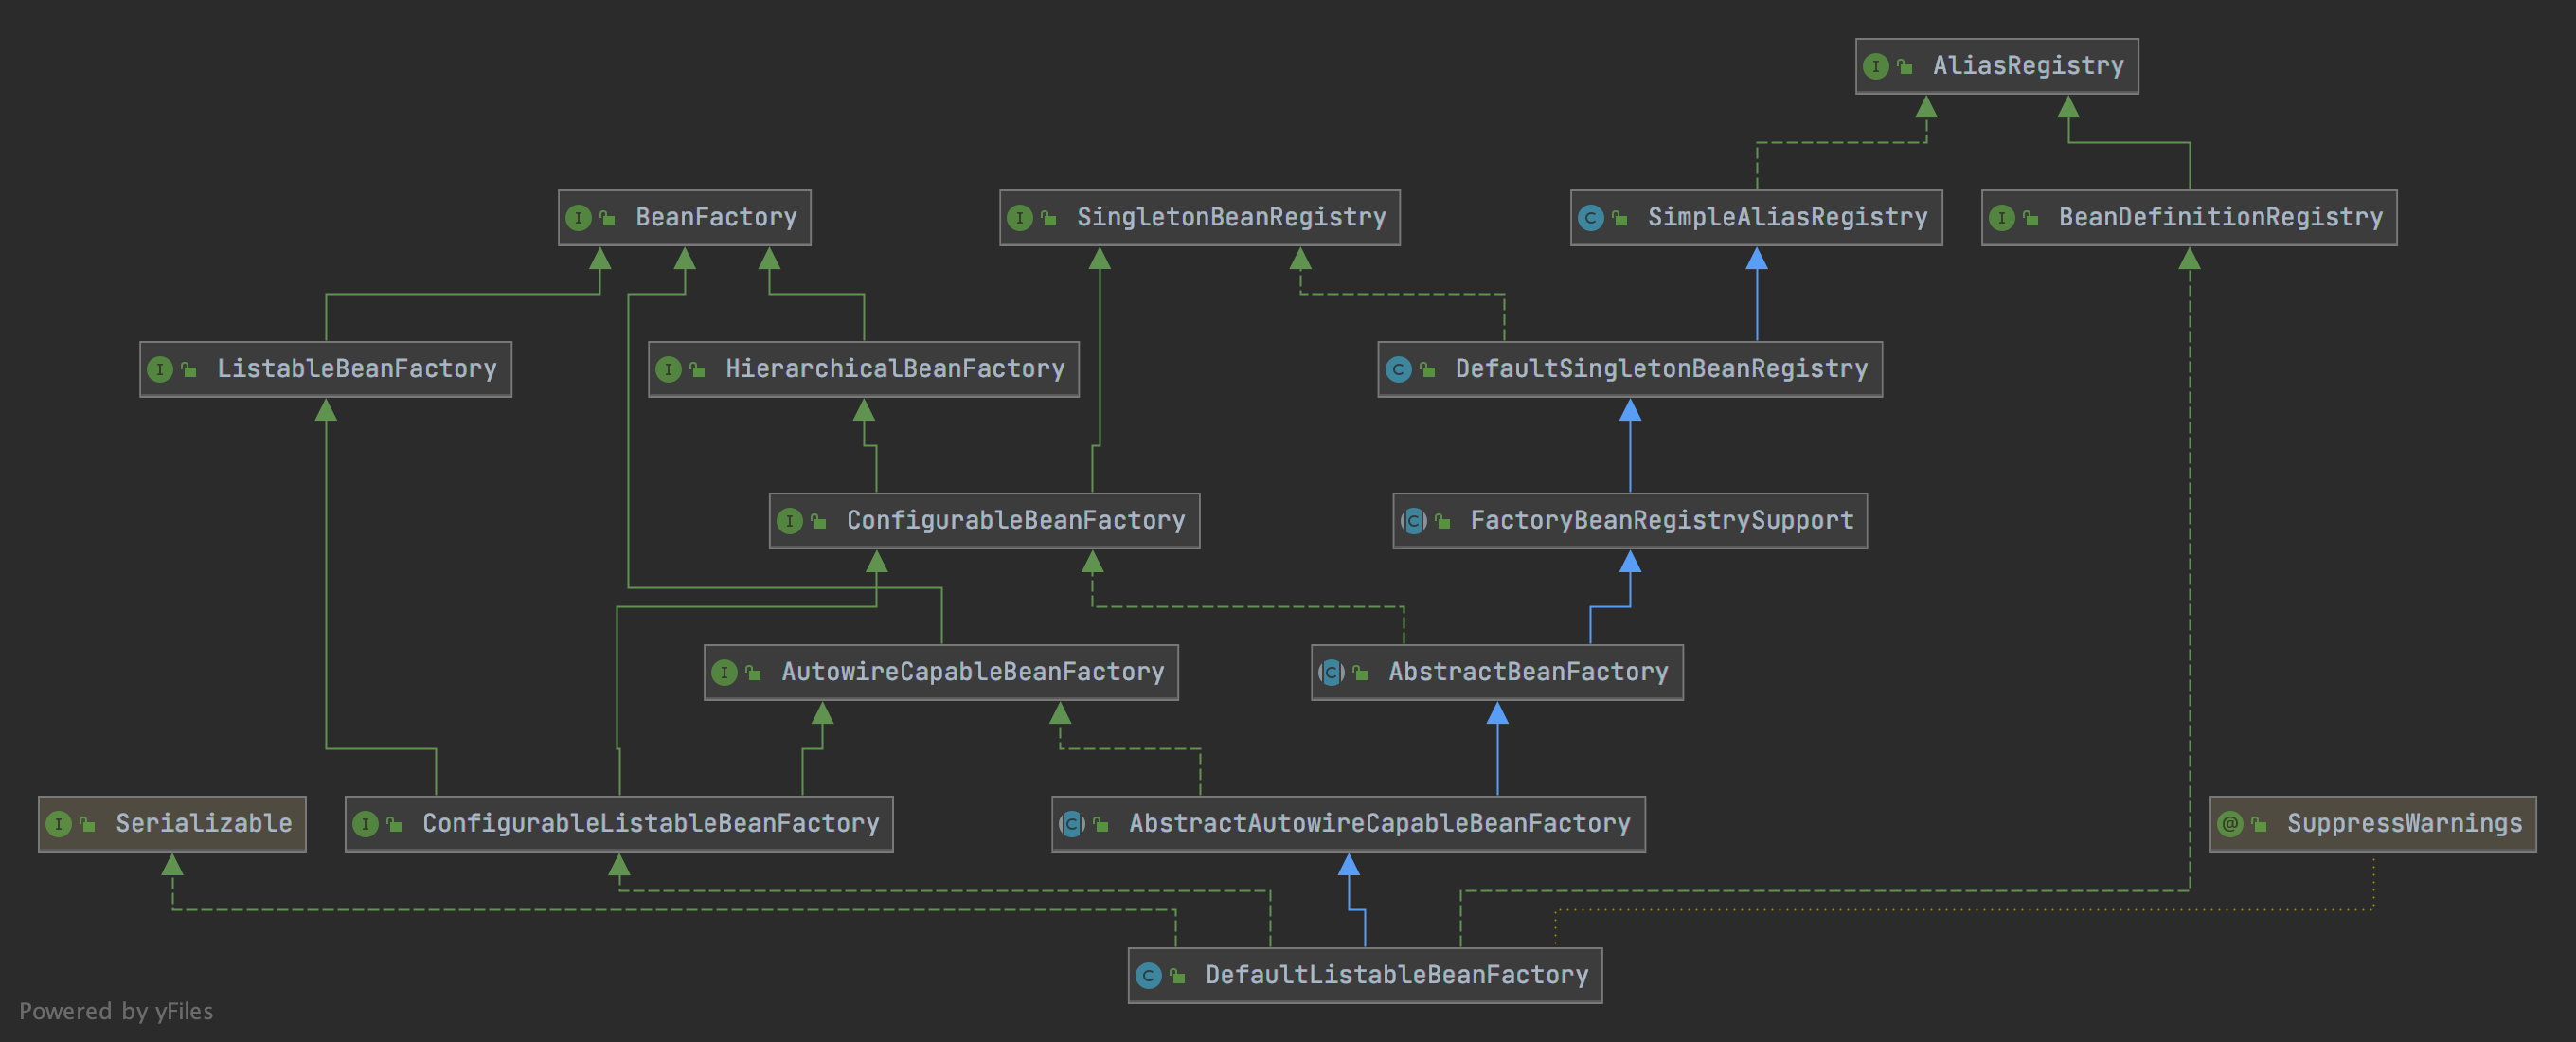 AliasRegistry
BeanFactory
SingletonBeanRegistry
SimpleAliasRegistry
BeanDefinitionRegistry
ListableBeanFactory
HierarchicalBeanFactory
DefaultSingletonBeanRegistry
ConfigurableBeanFactory
FactoryBeanRegistrySupport
AutowireCapableBeanFactory
AbstractBeanFactory
Serializable
ConfigurableListableBeanFactory
AbstractAutowireCapableBeanFactory
SuppressWarnings
DefaultListableBeanFactory
Powered by yFiles